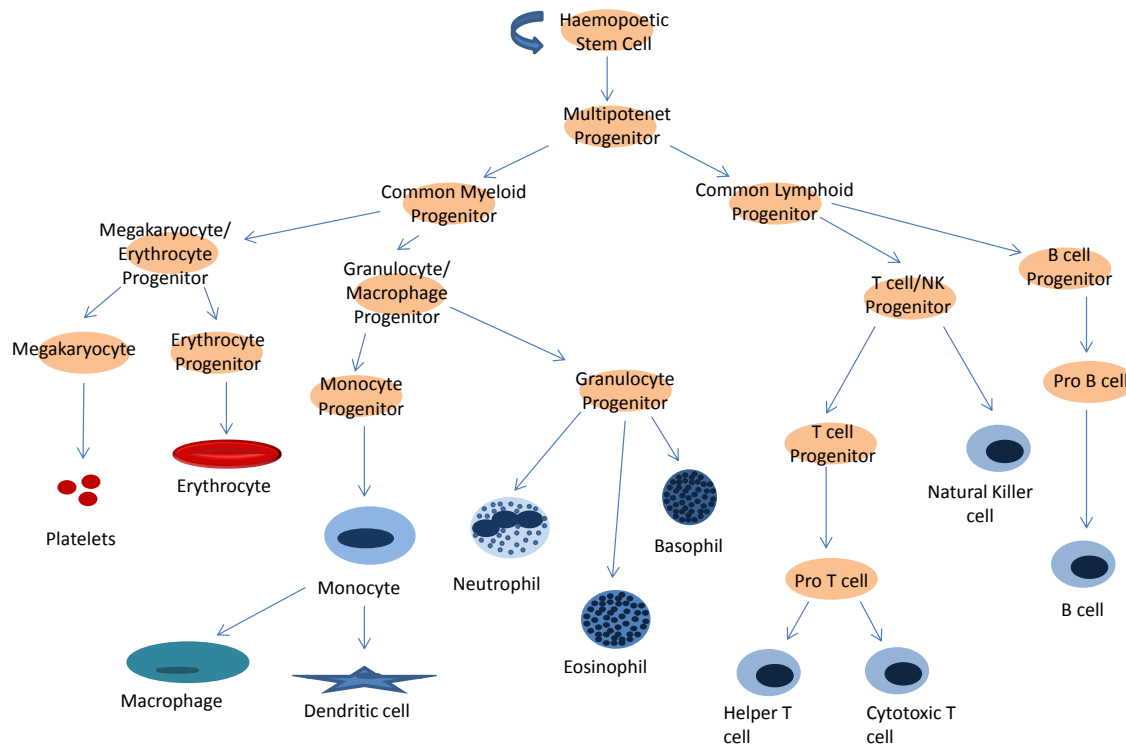 Haemopoetic
Stem Cell
Multipotenet
Progenitor
Common Myeloid
Progenitor
Common Lymphoid
Progenitor
Megakaryocyte/
Erythrocyte
Progenitor
Granulocyte/
Macrophage
Progenitor
T cell/NK
Progenitor
B cell
Progenitor
Megakaryocyte
Erythrocyte
Progenitor
Monocyte
Progenitor
Granulocyte
Progenitor
Pro B cell
T cell
Progenitor
Platelets
Erythrocyte
Monocyte
Neutrophil
Eosinophil
Basophil
Natural Killer
cell
Pro T cell
B cell
Macrophage
Dendritic cell
Helper T
cell
Cytotoxic T
cell